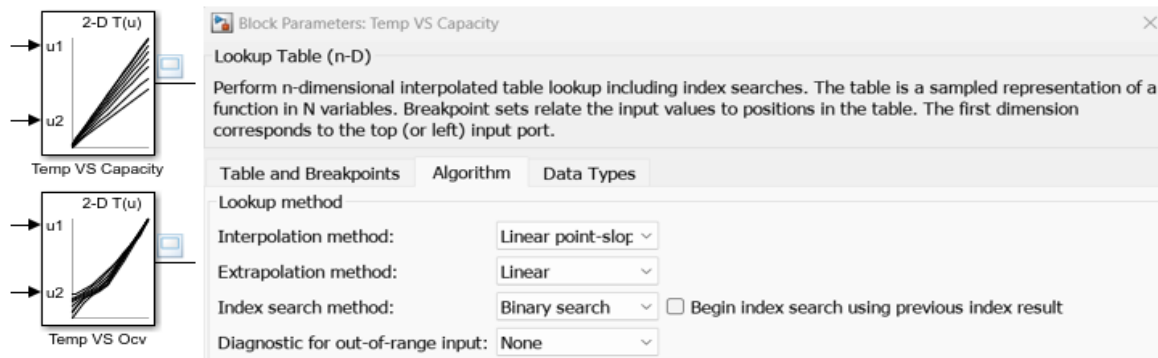 2-D T(u)
u1
u2
Temp VS Capacity
2-D T(u)
u1
u2
Temp VS Ocv
Block Parameters: Temp VS Capacity
Lookup Table (n-D)
Perform n-dimensional interpolated table lookup including index searches. The table is a sampled representation of a
function in N variables. Breakpoint sets relate the input values to positions in the table. The first dimension
corresponds to the top (or left) input port.
Table and Breakpoints Algorithm Data Types
Lookup method
Interpolation method: Linear point-slop
Extrapolation method: Linear
Index search method: Binary search Begin index search using previous index result
Diagnostic for out-of-range input: None